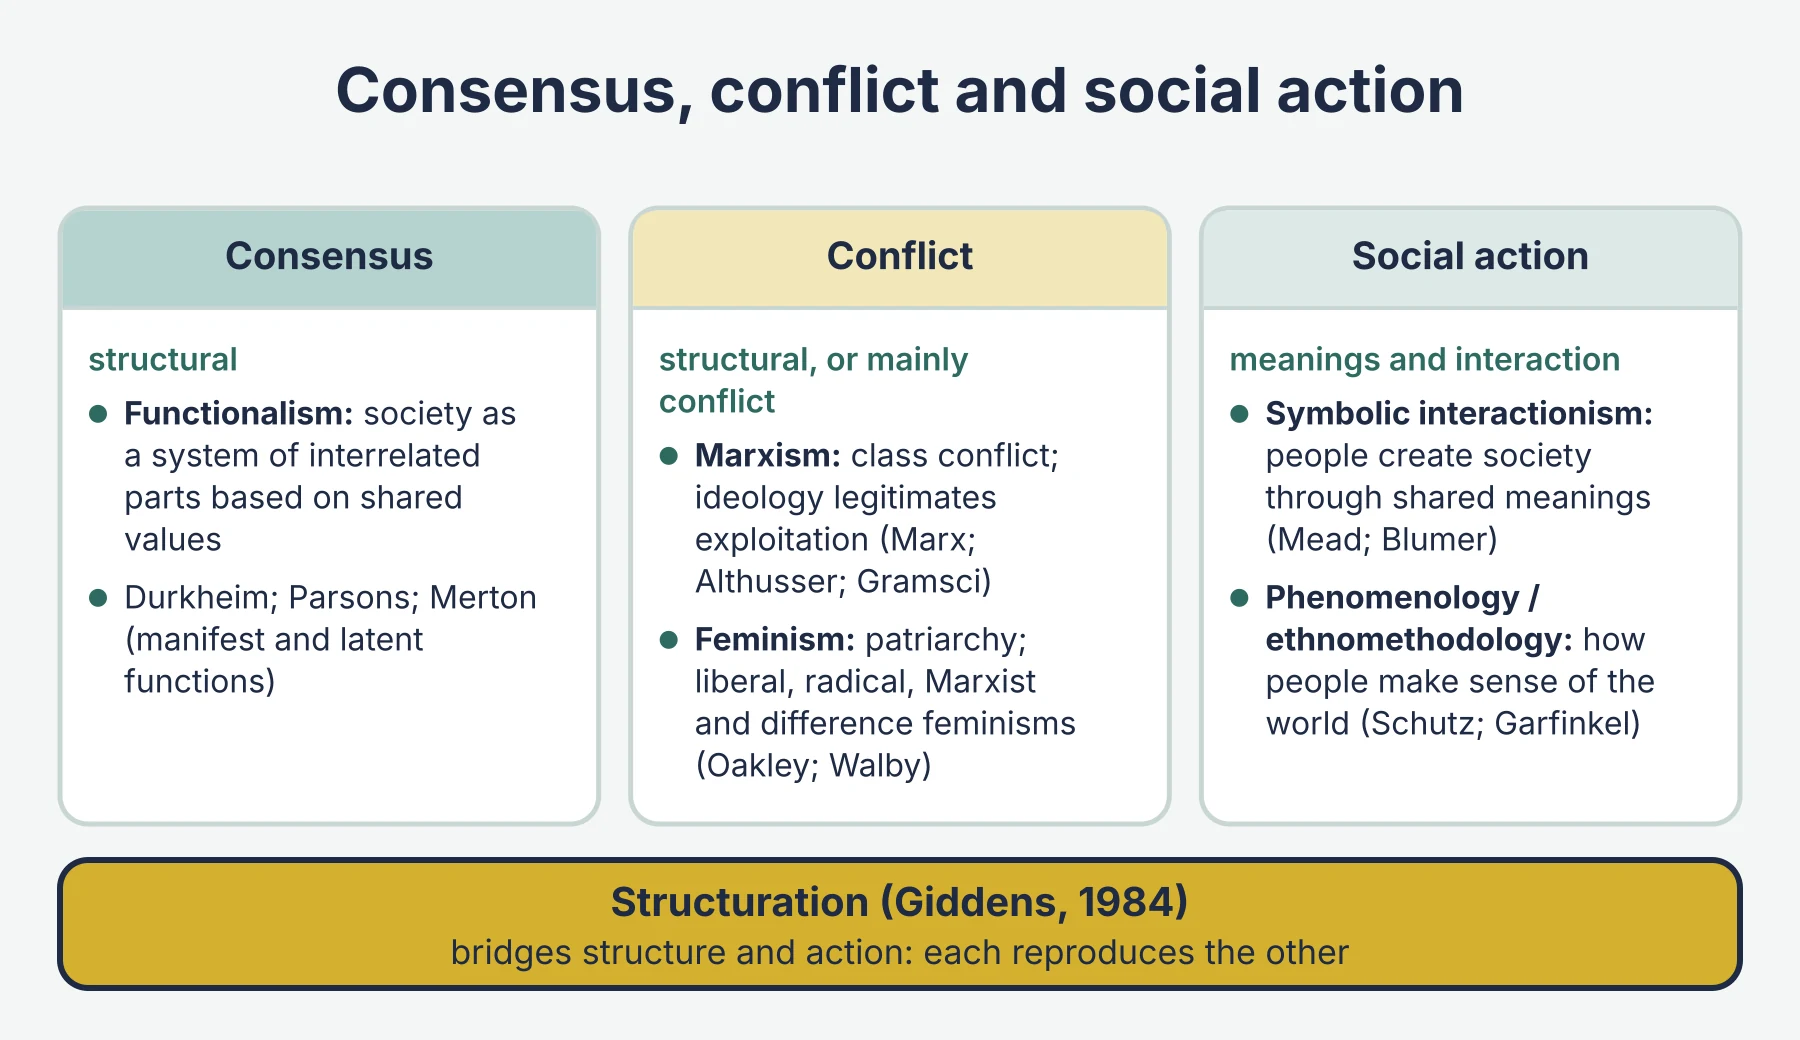 Consensus, conflict and social action
Consensus
structural
Functionalism: society as
a system of interrelated
parts based on shared
values
Durkheim; Parsons; Merton
(manifest and latent
functions)
Conflict
structural, or mainly
conflict
Marxism: class conflict;
ideology legitimates
exploitation (Marx;
Althusser; Gramsci)
Feminism: patriarchy;
liberal, radical, Marxist
and difference feminisms
(Oakley; Walby)
Social action
meanings and interaction
Symbolic interactionism:
people create society
through shared meanings
(Mead; Blumer)
Phenomenology /
ethnomethodology: how
people make sense of the
world (Schutz; Garfinkel)
Structuration (Giddens, 1984)
bridges structure and action: each reproduces the other